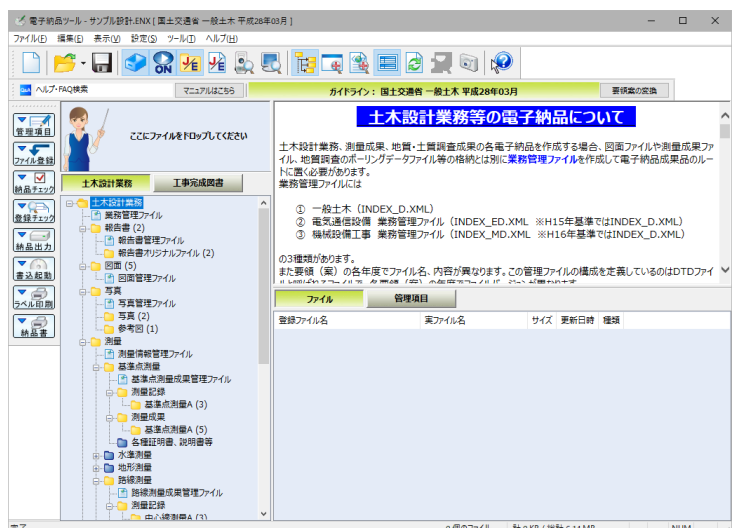 電子納品ツール - サンプル設計.ENX [ 国土交通省 一般土木 平成28年03月 ]
ファイル(F) 編集(E) 表示(V) 設定(S) ツール(T) ヘルプ(H)
ON
Q&A ヘルプ・FAQ検索
マニュアルはこちら
ガイドライン： 国土交通省 一般土木 平成28年03月
要領案の変換
管理項目
ファイル登録
納品チェック
登録チェック
納品出力
書込起動
ラベル印刷
納品書
ここにファイルをドロップしてください
土木設計業務
工事完成図書
土木設計業務
業務管理ファイル
報告書 (2)
報告書管理ファイル
報告書オリジナルファイル (2)
図面 (5)
図面管理ファイル
写真
写真管理ファイル
写真 (2)
参考図 (1)
測量
測量情報管理ファイル
基準点測量
基準点測量成果管理ファイル
測量記録
基準点測量A (3)
測量成果
基準点測量A (5)
各種証明書、説明書等
水準測量
地形測量
路線測量
路線測量成果管理ファイル
測量記録
中心線測量A (3)
土木設計業務等の電子納品について
土木設計業務、測量成果、地質・土質調査成果の各電子納品を作成する場合、図面ファイルや測量成果ファ
イル、地質調査のボーリングデータファイル等の格納とは別に業務管理ファイルを作成して電子納品成果品のルー
トに置く必要があります。
業務管理ファイルには
① 一般土木（INDEX_D.XML）
② 電気通信設備 業務管理ファイル（INDEX_ED.XML ※H15年基準ではINDEX_D.XML）
③ 機械設備工事 業務管理ファイル（INDEX_MD.XML ※H16年基準ではINDEX_D.XML）
の3種類があります。
また要領（案）の各年度でファイル名、内容が異なります。この管理ファイルの構成を定義しているのはDTDファイ
ファイル
管理項目
登録ファイル名 実ファイル名 サイズ 更新日時 種類
完了
0 個のファイル
NUM